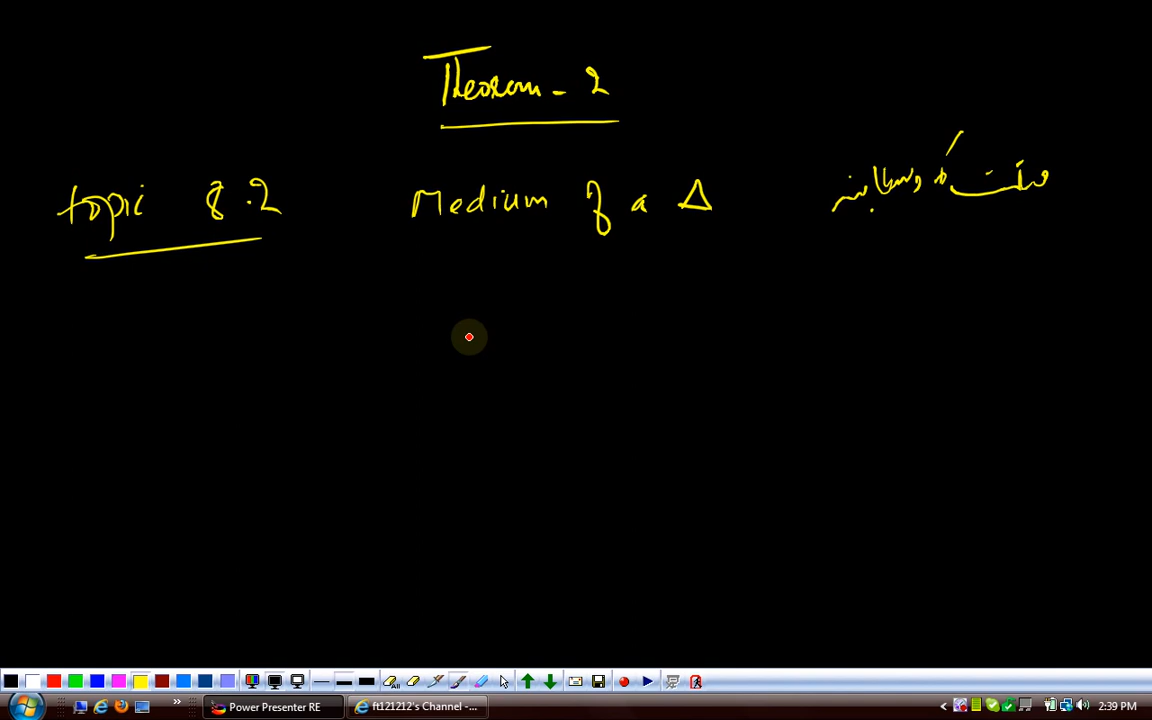 Theorem - 2
topic 8.2 Medium of a Δ مثلث کا وسطانیہ
Power Presenter RE
ft121212's Channel -...
2:39 PM